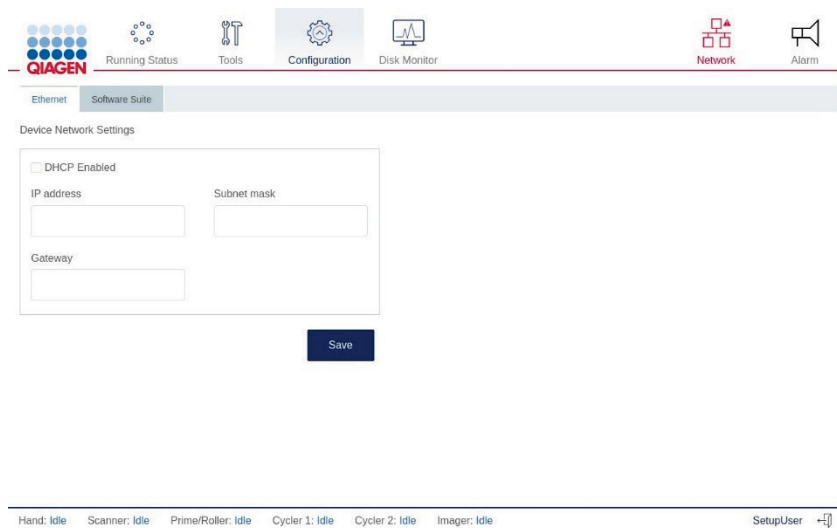 QIAGEN
Running Status Tools Configuration Disk Monitor Network Alarm
Ethernet Software Suite
Device Network Settings
DHCP Enabled
IP address Subnet mask
Gateway
Save
Hand: Idle Scanner: Idle Prime/Roller: Idle Cycler 1: Idle Cycler 2: Idle Imager: Idle SetupUser